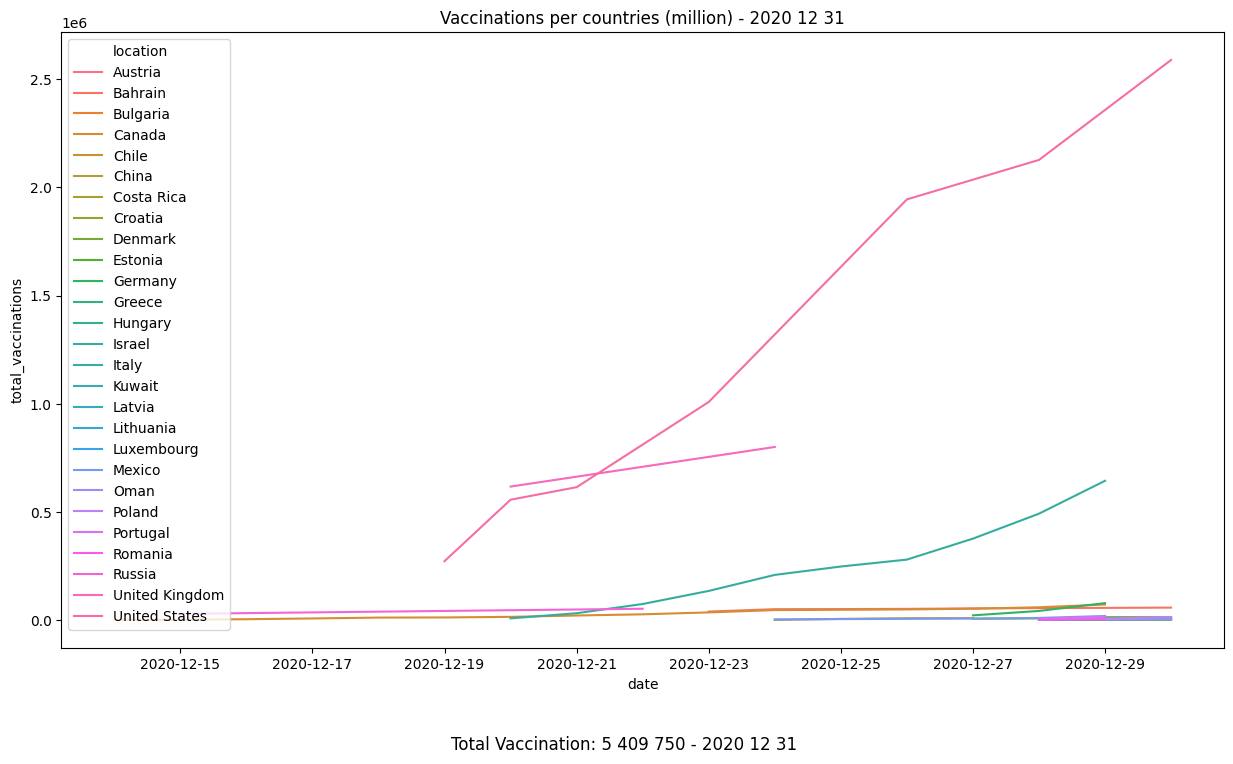 Vaccinations per countries (million) - 2020 12 31
1e6
location
Austria
Bahrain
Bulgaria
Canada
Chile
China
Costa Rica
Croatia
Denmark
Estonia
Germany
Greece
Hungary
Israel
Italy
Kuwait
Latvia
Lithuania
Luxembourg
Mexico
Oman
Poland
Portugal
Romania
Russia
United Kingdom
United States
2.5
2.0
1.5
1.0
0.5
0.0
total_vaccinations
2020-12-15 2020-12-17 2020-12-19 2020-12-21 2020-12-23 2020-12-25 2020-12-27 2020-12-29
date
Total Vaccination: 5 409 750 - 2020 12 31